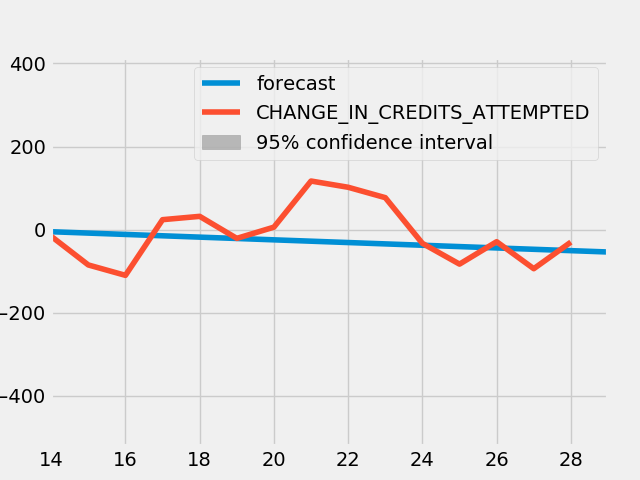 400
forecast
CHANGE_IN_CREDITS_ATTEMPTED
95% confidence interval
200
0
−200
−400
14 16 18 20 22 24 26 28